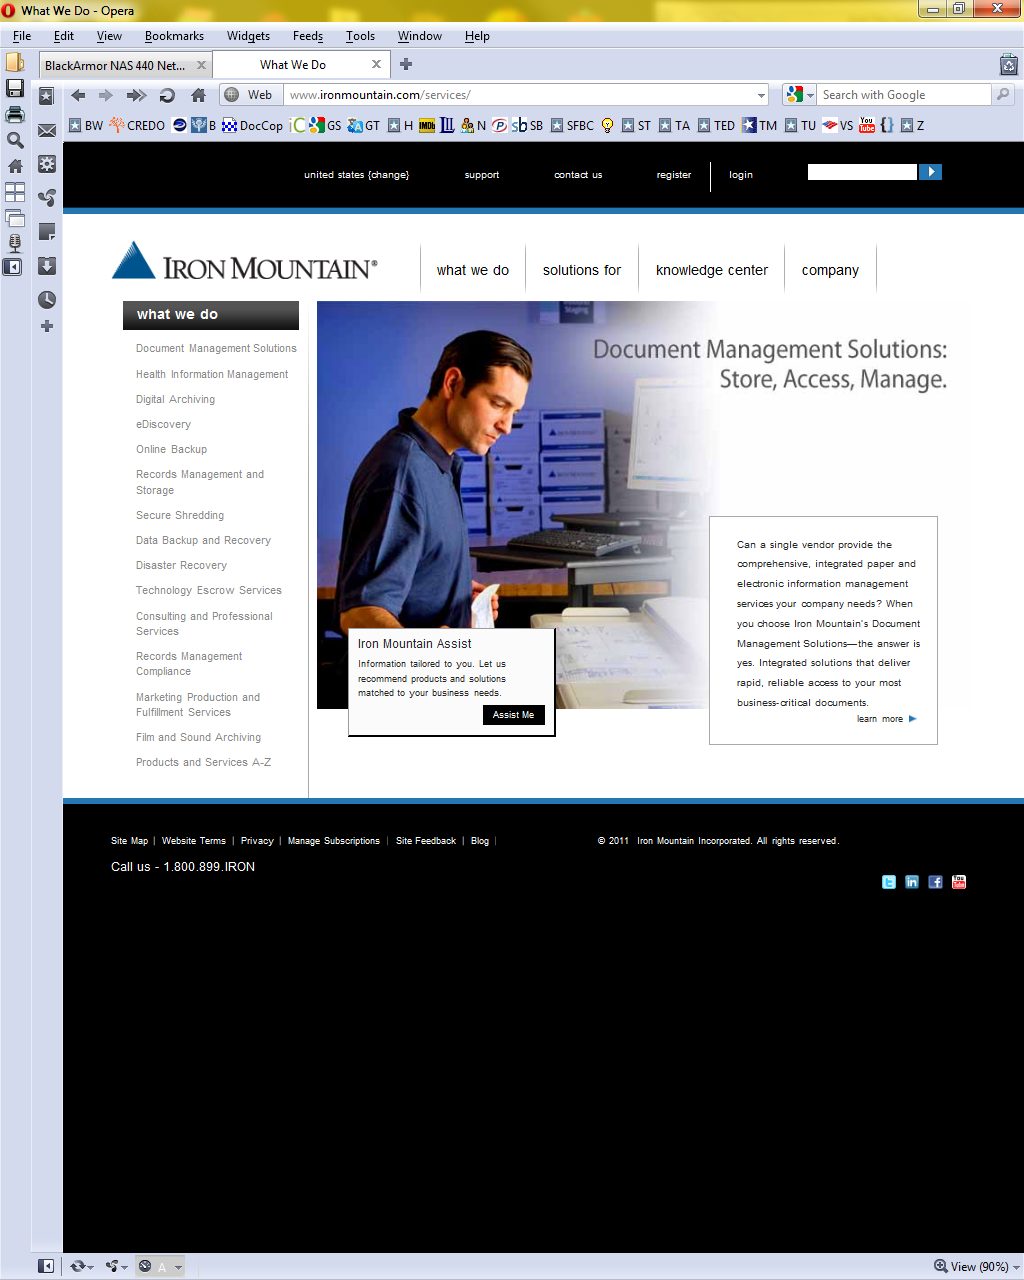 What We Do - Opera
File Edit View Bookmarks Widgets Feeds Tools Window Help
BlackArmor NAS 440 Net... What We Do
Web www.ironmountain.com/services/ Search with Google
BW CREDO B DocCop GS GT H IMDb N SB SFBC ST TA TED TM TU VS You Tube Z
united states {change} support contact us register login
IRON MOUNTAIN®
what we do solutions for knowledge center company
what we do
Document Management Solutions
Health Information Management
Digital Archiving
eDiscovery
Online Backup
Records Management and
Storage
Secure Shredding
Data Backup and Recovery
Disaster Recovery
Technology Escrow Services
Consulting and Professional
Services
Records Management
Compliance
Marketing Production and
Fulfillment Services
Film and Sound Archiving
Products and Services A-Z
Document Management Solutions:
Store, Access, Manage.
Can a single vendor provide the
comprehensive, integrated paper and
electronic information management
services your company needs? When
you choose Iron Mountain's Document
Management Solutions—the answer is
yes. Integrated solutions that deliver
rapid, reliable access to your most
business-critical documents.
learn more
Iron Mountain Assist
Information tailored to you. Let us
recommend products and solutions
matched to your business needs.
Assist Me
Site Map | Website Terms | Privacy | Manage Subscriptions | Site Feedback | Blog |
© 2011 Iron Mountain Incorporated. All rights reserved.
Call us - 1.800.899.IRON
You Tube
A View (90%)